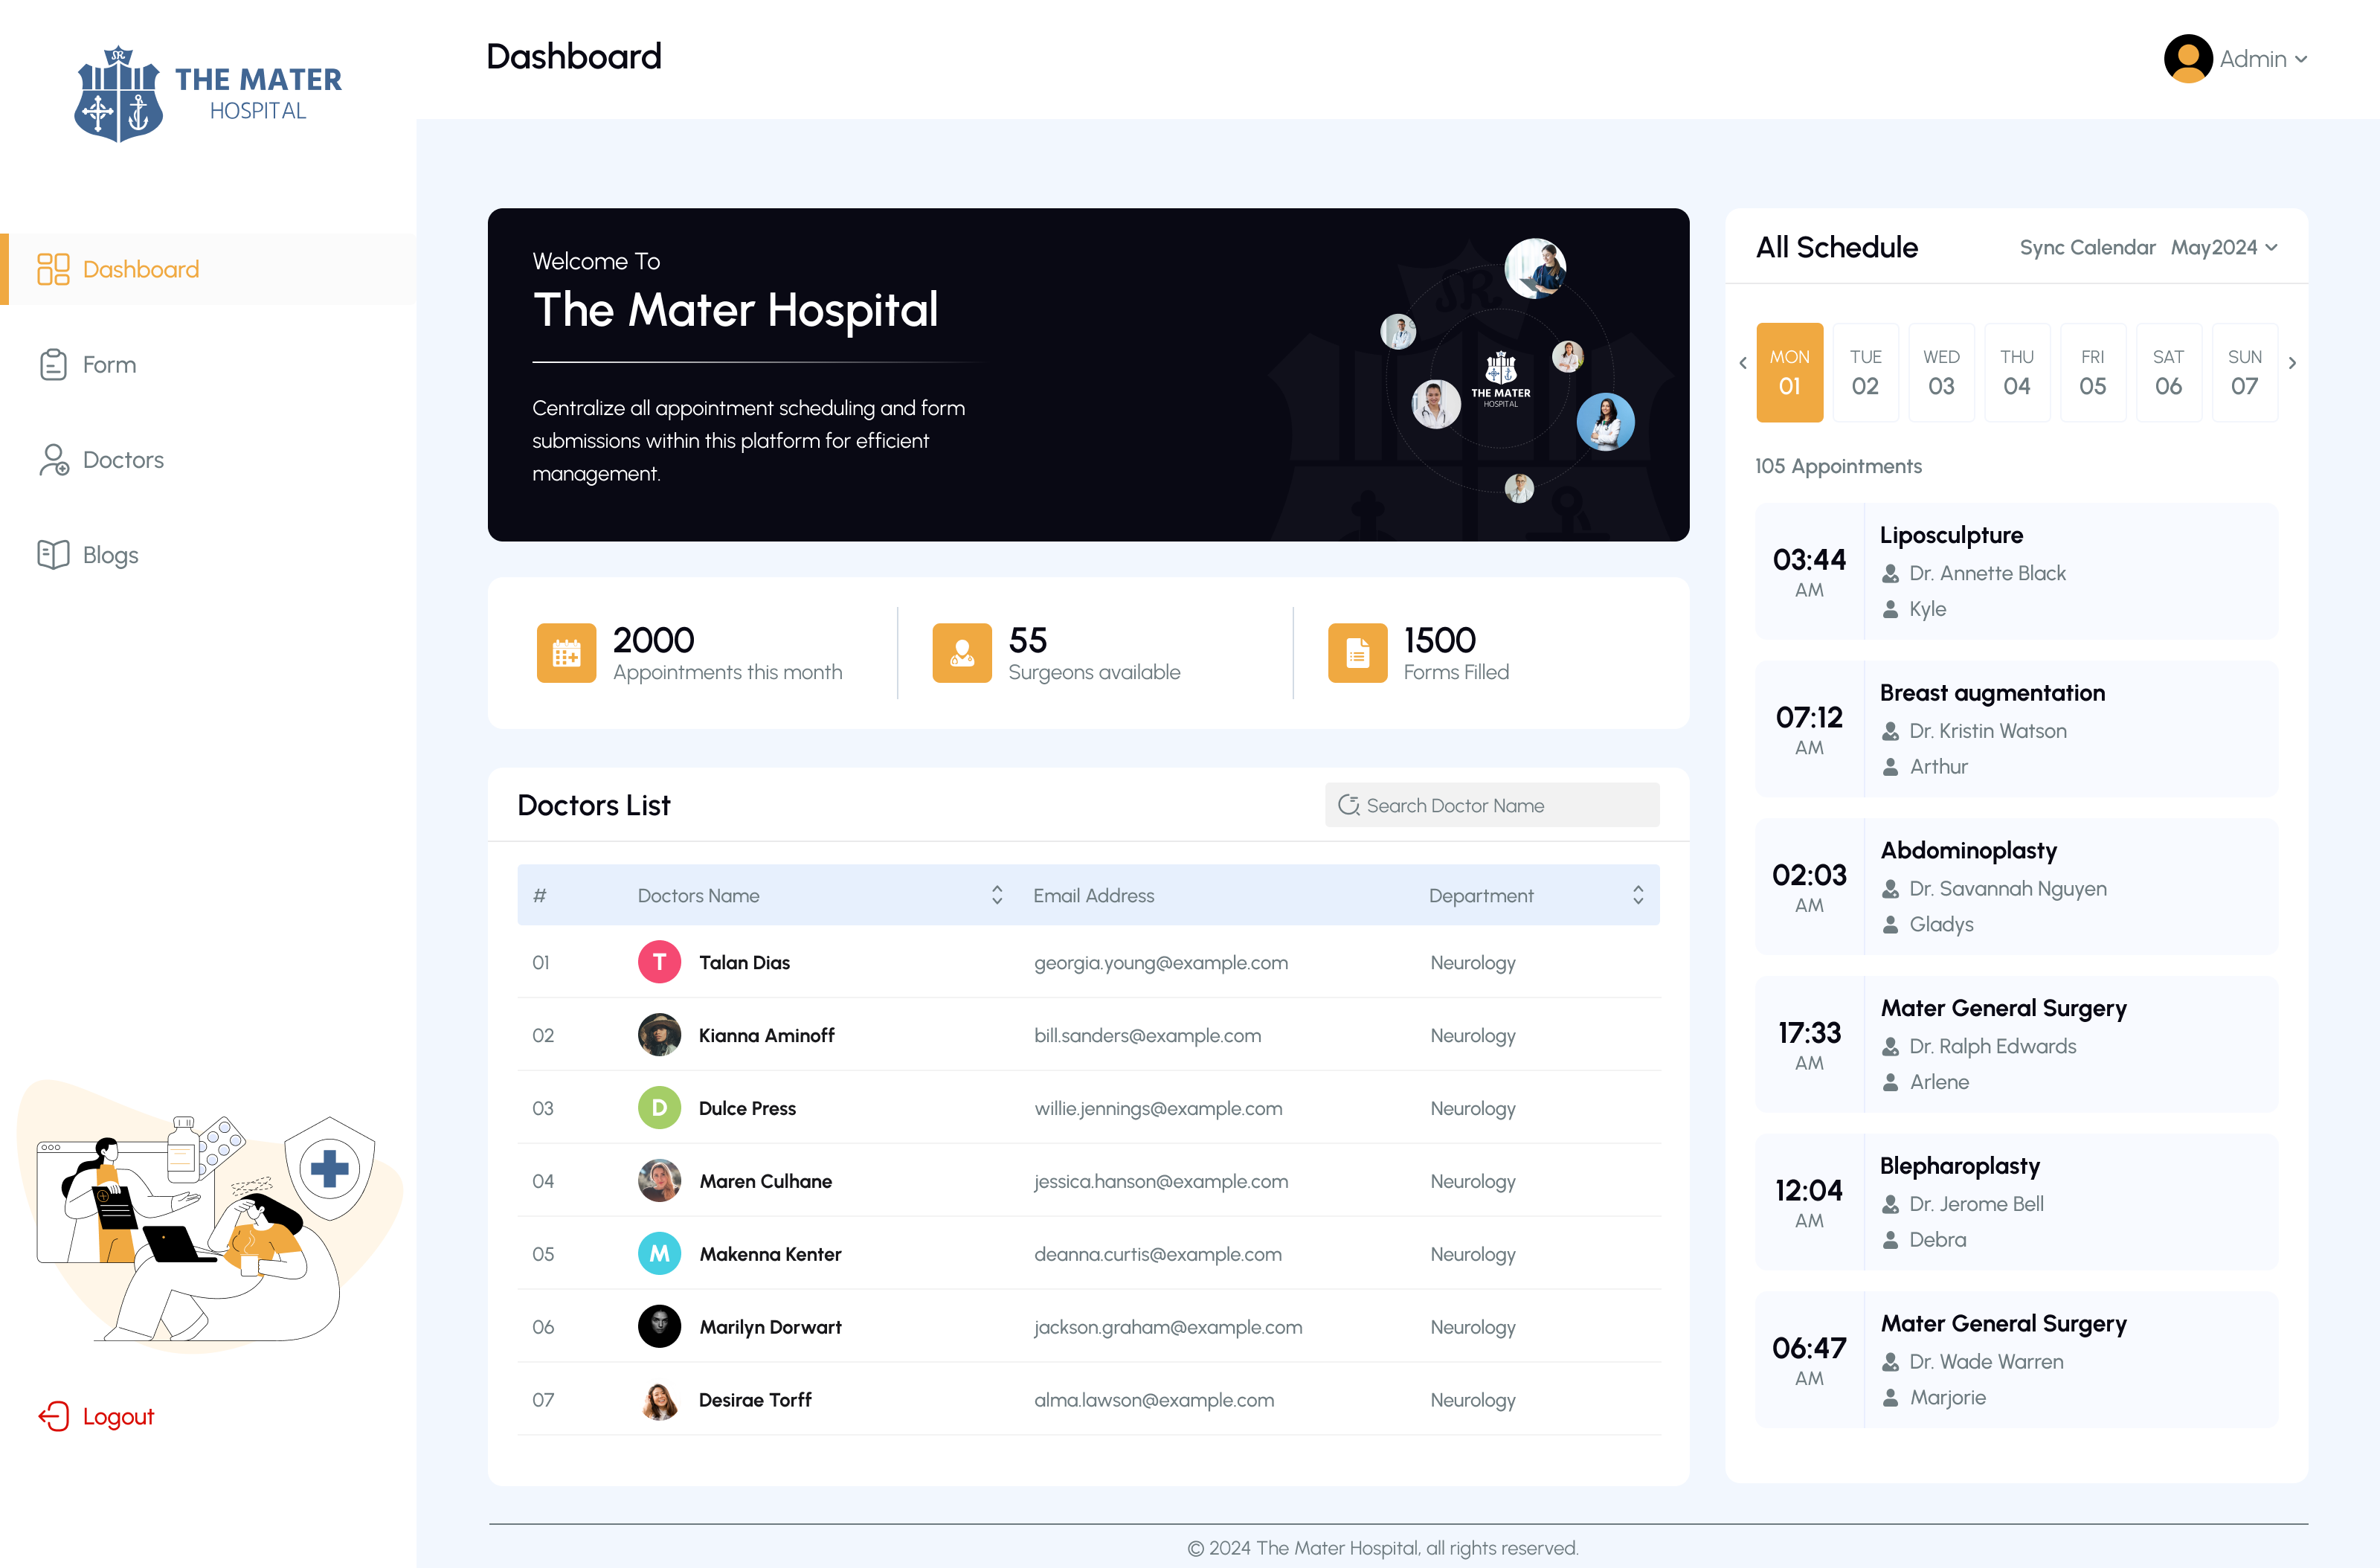 SR
THE MATER
HOSPITAL
Dashboard
Form
Doctors
Blogs
Logout
Dashboard
Admin
Welcome To
The Mater Hospital
Centralize all appointment scheduling and form
submissions within this platform for efficient
management.
SR
THE MATER
HOSPITAL
2000
Appointments this month
55
Surgeons available
1500
Forms Filled
Doctors List
Search Doctor Name
# Doctors Name Email Address Department
01 T Talan Dias georgia.young@example.com Neurology
02 Kianna Aminoff bill.sanders@example.com Neurology
03 D Dulce Press willie.jennings@example.com Neurology
04 Maren Culhane jessica.hanson@example.com Neurology
05 M Makenna Kenter deanna.curtis@example.com Neurology
06 Marilyn Dorwart jackson.graham@example.com Neurology
07 Desirae Torff alma.lawson@example.com Neurology
All Schedule Sync Calendar May2024
MON TUE WED THU FRI SAT SUN
01 02 03 04 05 06 07
105 Appointments
03:44
AM
Liposculpture
Dr. Annette Black
Kyle
07:12
AM
Breast augmentation
Dr. Kristin Watson
Arthur
02:03
AM
Abdominoplasty
Dr. Savannah Nguyen
Gladys
17:33
AM
Mater General Surgery
Dr. Ralph Edwards
Arlene
12:04
AM
Blepharoplasty
Dr. Jerome Bell
Debra
06:47
AM
Mater General Surgery
Dr. Wade Warren
Marjorie
© 2024 The Mater Hospital, all rights reserved.